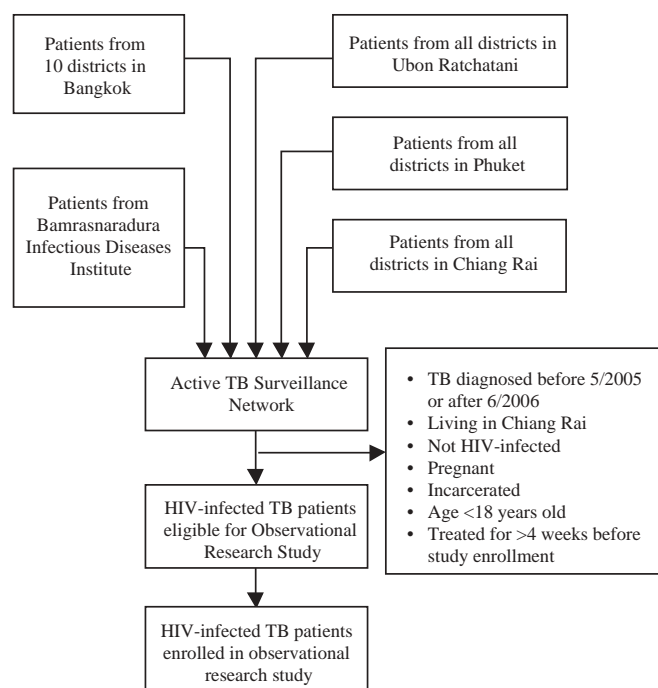 Patients from
10 districts in
Bangkok
Patients from all districts in
Ubon Ratchatani
Patients from all
districts in Phuket
Patients from
Bamrasnaradura
Infectious Diseases
Institute
Patients from all
districts in Chiang Rai
Active TB Surveillance
Network
• TB diagnosed before 5/2005
or after 6/2006
• Living in Chiang Rai
• Not HIV-infected
• Pregnant
• Incarcerated
• Age <18 years old
• Treated for >4 weeks before
study enrollment
HIV-infected TB patients
eligible for Observational
Research Study
HIV-infected TB patients
enrolled in observational
research study